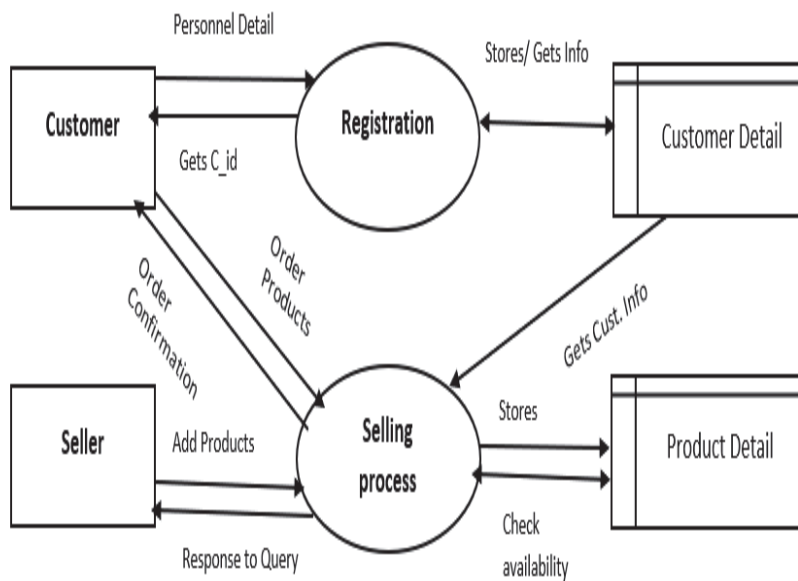 Personnel Detail
Stores/ Gets Info
Customer
Registration
Customer Detail
Gets C_id
Order
Products
Order
Confirmation
Gets Cust. Info
Seller
Add Products
Selling
process
Stores
Product Detail
Check
availability
Response to Query